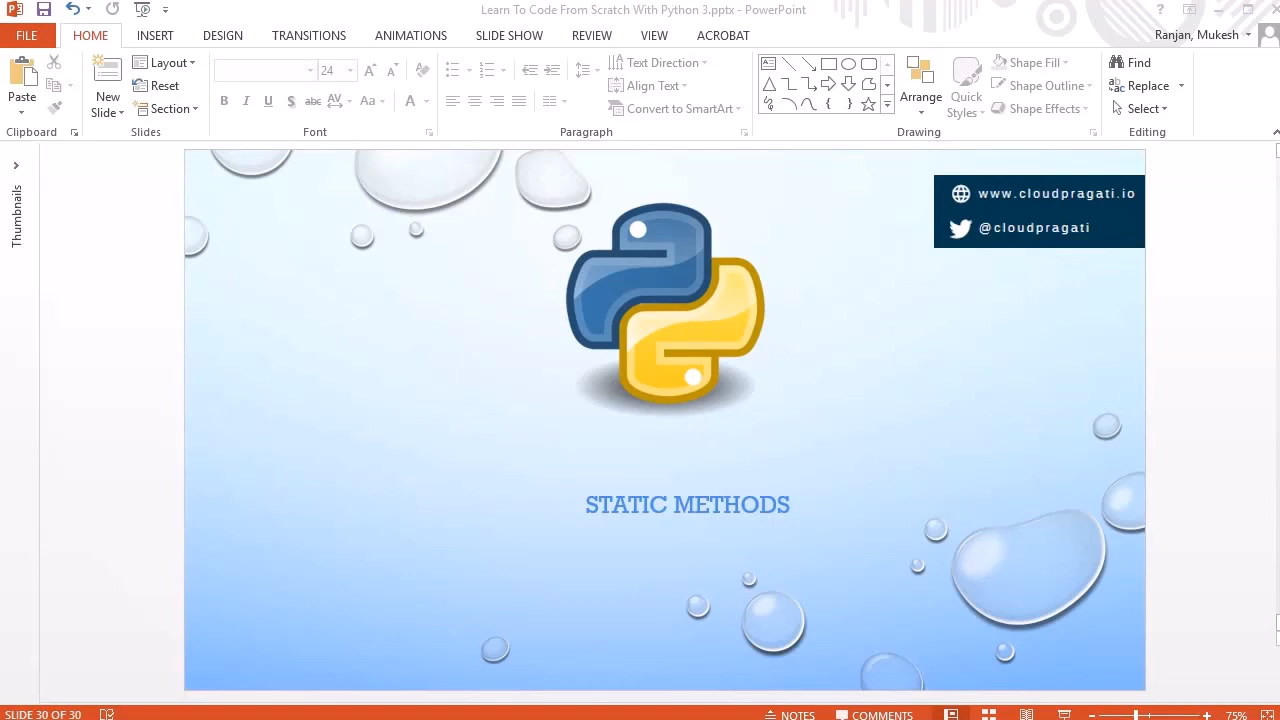 Learn To Code From Scratch With Python 3.pptx - PowerPoint
?
FILE HOME INSERT DESIGN TRANSITIONS ANIMATIONS SLIDE SHOW REVIEW VIEW ACROBAT
Ranjan, Mukesh
Paste
Clipboard
New
Slide
Layout
Reset
Section
Slides
24
B I U S abc AV Aa A
Font
Text Direction
Align Text
Convert to SmartArt
Paragraph
Arrange
Quick
Styles
Shape Fill
Shape Outline
Shape Effects
Drawing
Find
Replace
Select
Editing
Thumbnails
www.cloudpragati.io
@cloudpragati
STATIC METHODS
SLIDE 30 OF 30
NOTES
COMMENTS
75%